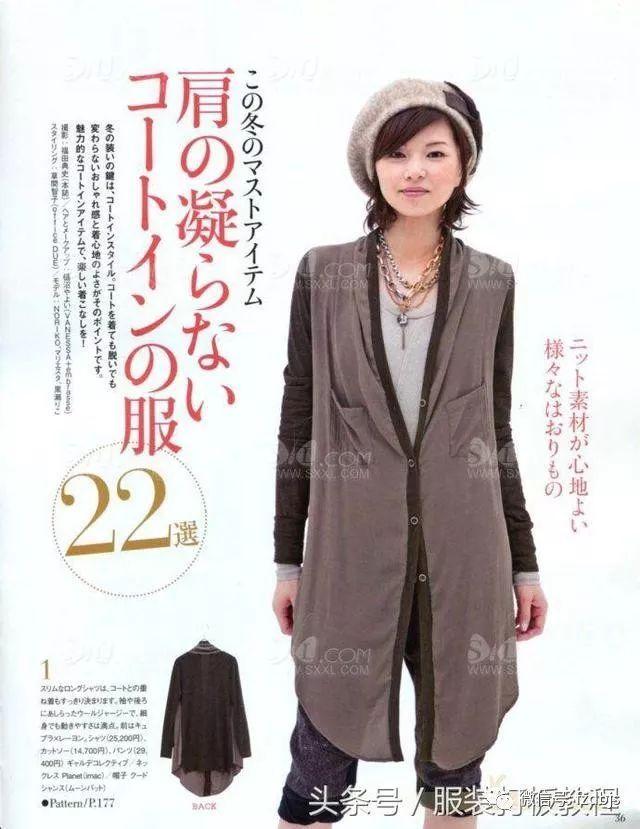 この冬のマストアイテム
肩の凝らない
コートインの服
22選
冬の装いの鍵は、コートインスタイル。コートを着ても脱いでも
変わらないおしゃれ感と着心地のよさがそのポイントです。
魅力的なコートインアイテムで、楽しい着こなしを!
撮影:福田典史(本誌) ヘアとメークアップ:
スタイリング:草間智子(Office DUE)/モデル:NORIKO、マリエスタ、黒瀬りこ
ニット素材が心地よい
様々なはおりもの
1
スリムなロングシャツは、コートとの重
ね着もすっきり決まります。袖や後ろ
にあしらったウールジャージーで、細
身でも動きやすさは満点。前はキュ
プラ×レーヨン。シャツ(25,200円)、
カットソー(14,700円)、パンツ(29,
400円) ギャルデコレクティブ/ネッ
クレス Planet(imac)/帽子 クード
シャンス(ムーンバット)
●Pattern/P.177
BACK
SXXL
WWW.SXXL.COM
头条号/服装打板教程
36